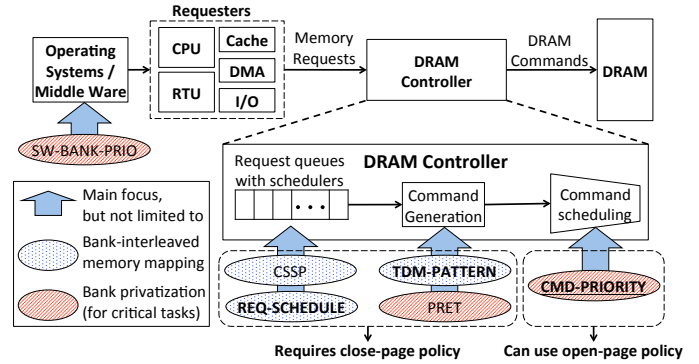 Requesters
Operating
Systems /
Middle Ware
CPU
Cache
DMA
RTU
I/O
Memory
Requests
DRAM
Controller
DRAM
Commands
DRAM
SW-BANK-PRIO
DRAM Controller
Request queues
with schedulers
Command
Generation
Command
scheduling
Main focus,
but not limited to
Bank-interleaved
memory mapping
Bank privatization
(for critical tasks)
CSSP
REQ-SCHEDULE
TDM-PATTERN
PRET
CMD-PRIORITY
Requires close-page policy
Can use open-page policy